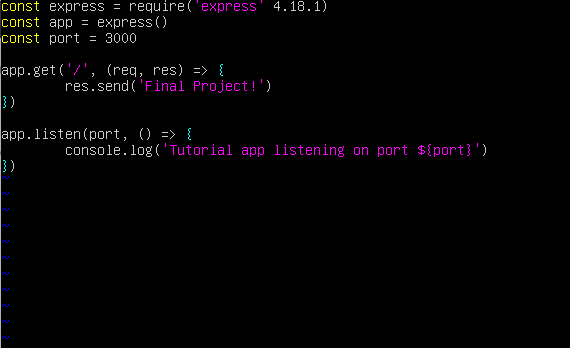 const express = require('express' 4.18.1)
const app = express()
const port = 3000

app.get('/', (req, res) => {
        res.send('Final Project!')
})

app.listen(port, () => {
        console.log('Tutorial app listening on port ${port}')
})
~
~
~
~
~
~
~
~
~
~
~